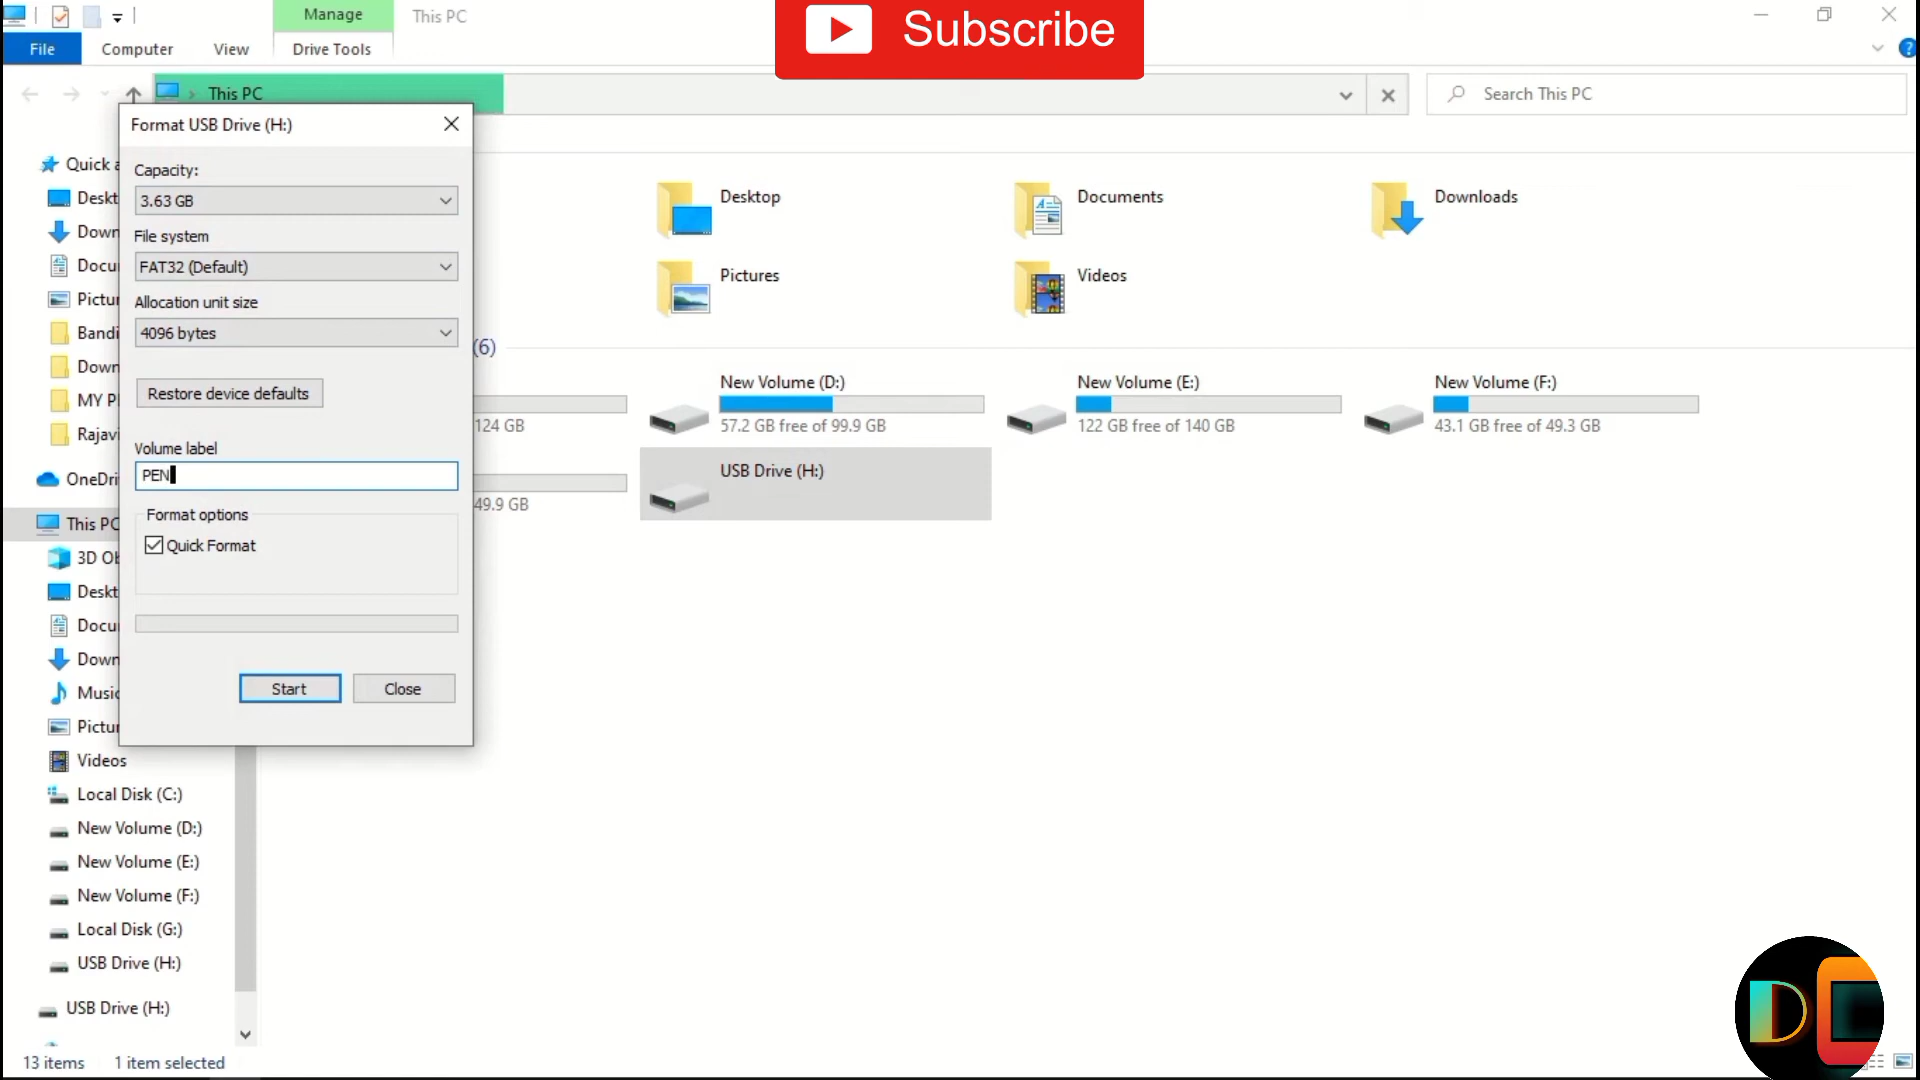 Manage
This PC
Subscribe
File
Computer
View
Drive Tools
This PC
Search This PC
Format USB Drive (H:)
Capacity:
3.63 GB
File system
FAT32 (Default)
Allocation unit size
4096 bytes
Restore device defaults
Volume label
PEN
Format options
Quick Format
Start
Close
Quick a
Deskt
Down
Docu
Pictur
Bandi
Down
MY P
Rajavi
OneDri
This PC
3D Ob
Deskt
Docu
Down
Music
Pictur
Videos
Local Disk (C:)
New Volume (D:)
New Volume (E:)
New Volume (F:)
Local Disk (G:)
USB Drive (H:)
USB Drive (H:)
Desktop
Documents
Downloads
Pictures
Videos
(6)
124 GB
New Volume (D:)
57.2 GB free of 99.9 GB
New Volume (E:)
122 GB free of 140 GB
New Volume (F:)
43.1 GB free of 49.3 GB
49.9 GB
USB Drive (H:)
13 items
1 item selected
DC